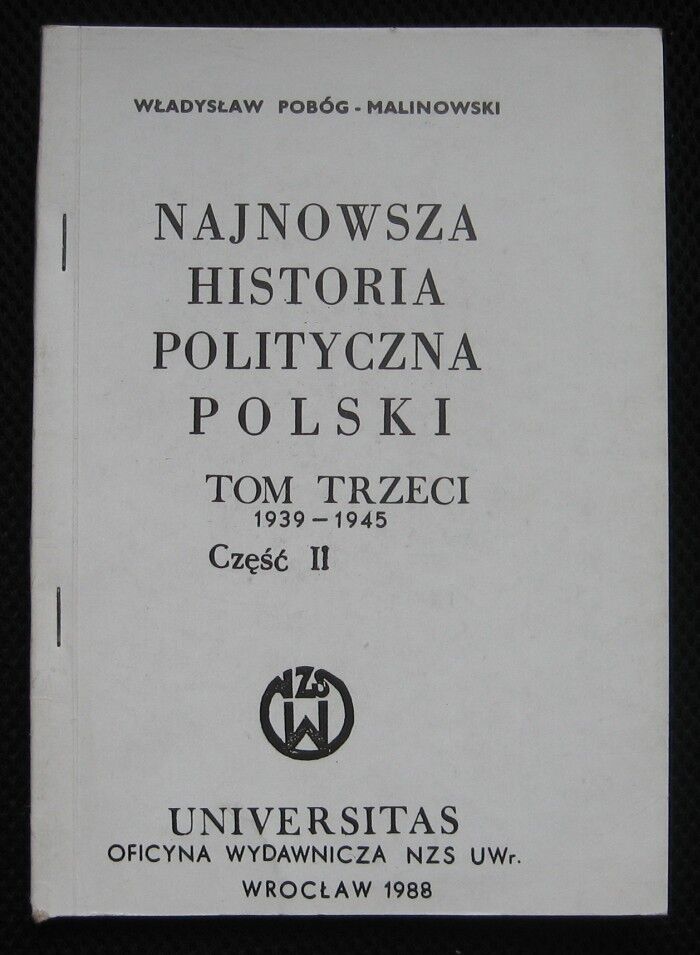 WŁADYSŁAW POBÓG - MALINOWSKI
NAJNOWSZA
HISTORIA
POLITYCZNA
POLSKI
TOM TRZECI
1939 – 1945
Część II
NZS
W
UNIVERSITAS
OFICYNA WYDAWNICZA NZS UWr.
WROCŁAW 1988